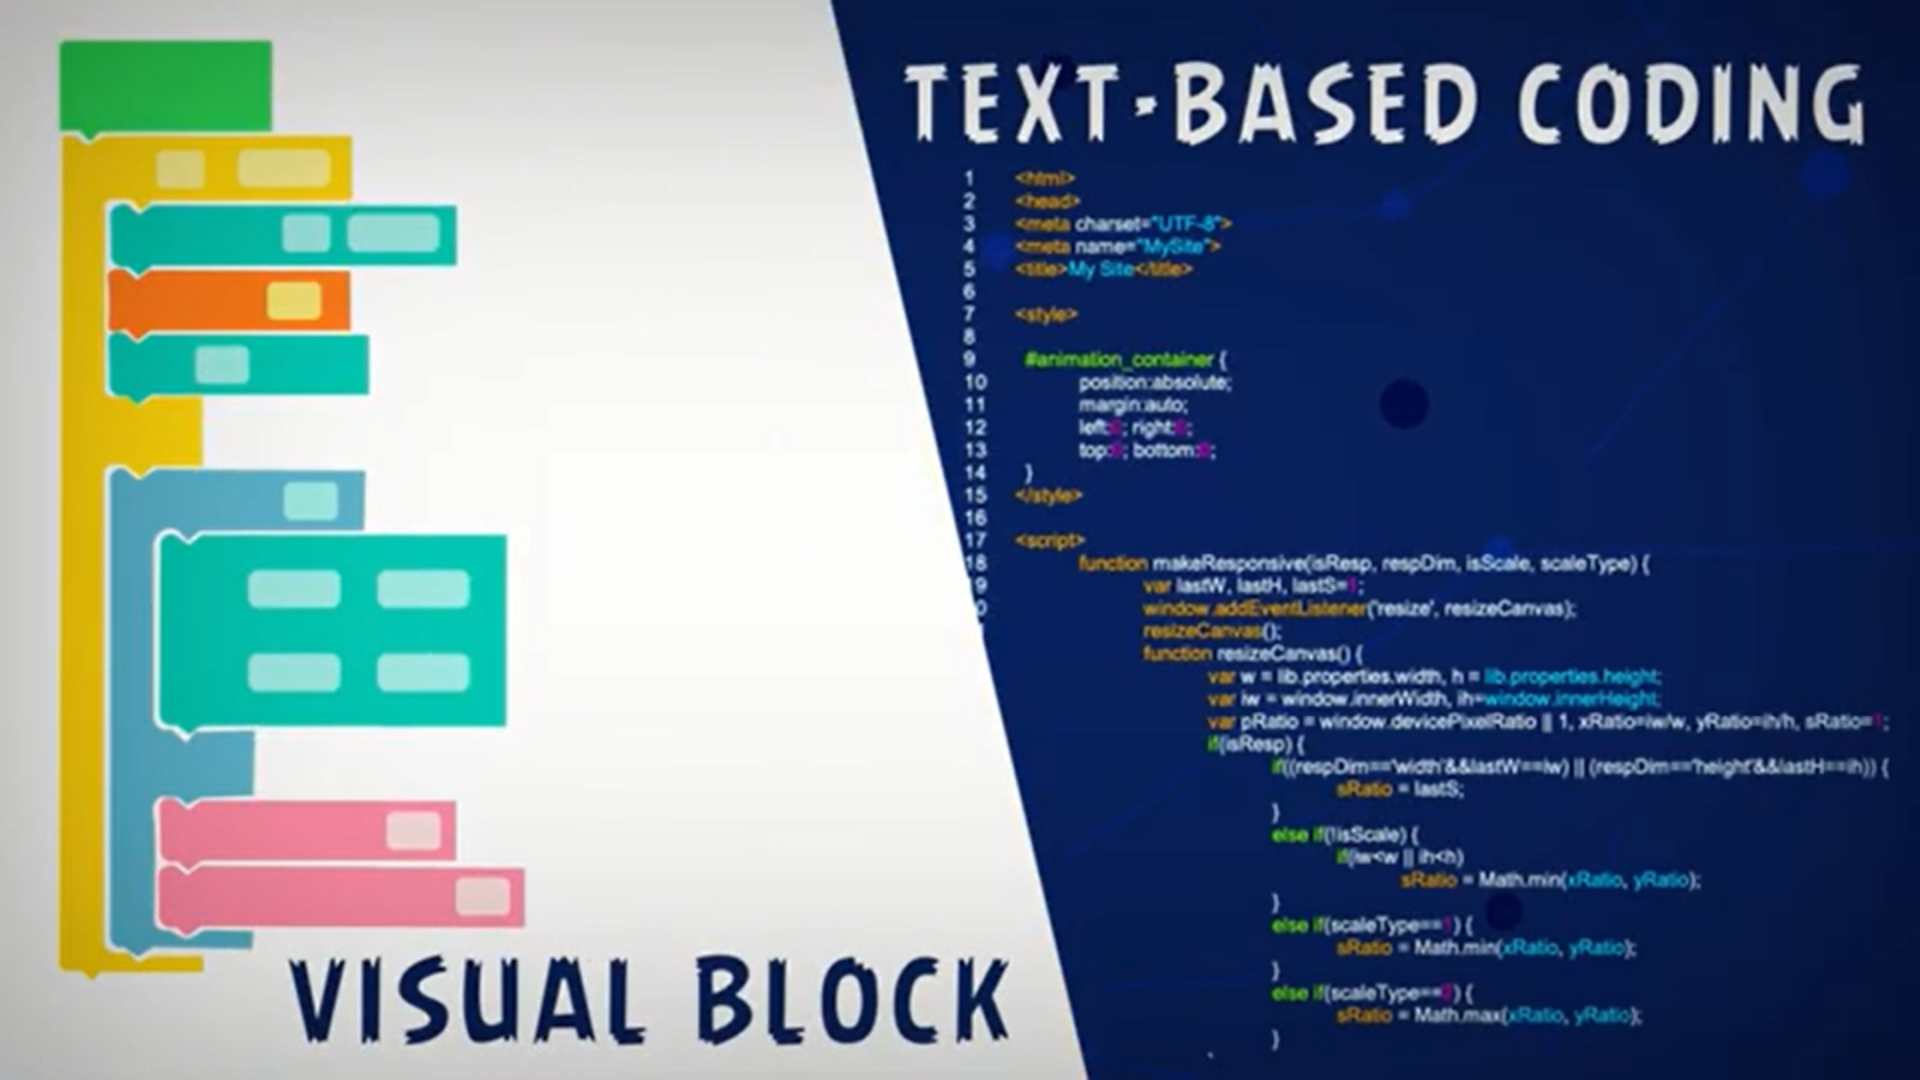 TEXT-BASED CODING
1 <html>
2 <head>
3 <meta charset="UTF-8">
4 <meta name="MySite">
5 <title>My Site</title>
6
7 <style>
8
9 #animation_container {
10 position:absolute;
11 margin:auto;
12 left:0; right:0;
13 top:0; bottom:0;
14 }
15 </style>
16
17 <script>
18 function makeResponsive(isResp, respDim, isScale, scaleType) {
19 var lastW, lastH, lastS=1;
window.addEventListener('resize', resizeCanvas);
resizeCanvas();
function resizeCanvas() {
var w = lib.properties.width, h = lib.properties.height;
var iw = window.innerWidth, ih=window.innerHeight;
var pRatio = window.devicePixelRatio || 1, xRatio=iw/w, yRatio=ih/h, sRatio=1;
if(isResp) {
if((respDim=='width'&&lastW==iw) || (respDim=='height'&&lastH==ih)) {
sRatio = lastS;
}
else if(!isScale) {
if(iw<w || ih<h)
sRatio = Math.min(xRatio, yRatio);
}
else if(scaleType==1) {
sRatio = Math.min(xRatio, yRatio);
}
else if(scaleType==2) {
sRatio = Math.max(xRatio, yRatio);
}
VISUAL BLOCK